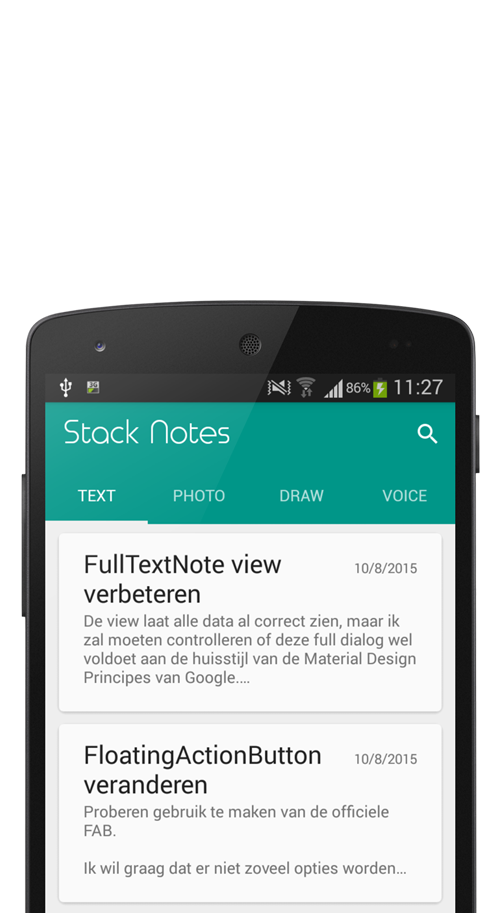 86% 11:27
Stack Notes
TEXT PHOTO DRAW VOICE
FullTextNote view 10/8/2015
verbeteren
De view laat alle data al correct zien, maar ik
zal moeten controlleren of deze full dialog wel
voldoet aan de huisstijl van de Material Design
Principes van Google....
FloatingActionButton 10/8/2015
veranderen
Proberen gebruik te maken van de officiele
FAB.
Ik wil graag dat er niet zoveel opties worden...